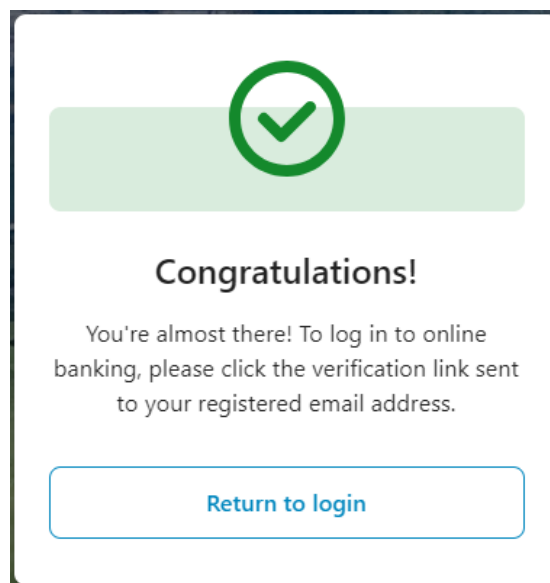 Congratulations!
You're almost there! To log in to online
banking, please click the verification link sent
to your registered email address.
Return to login